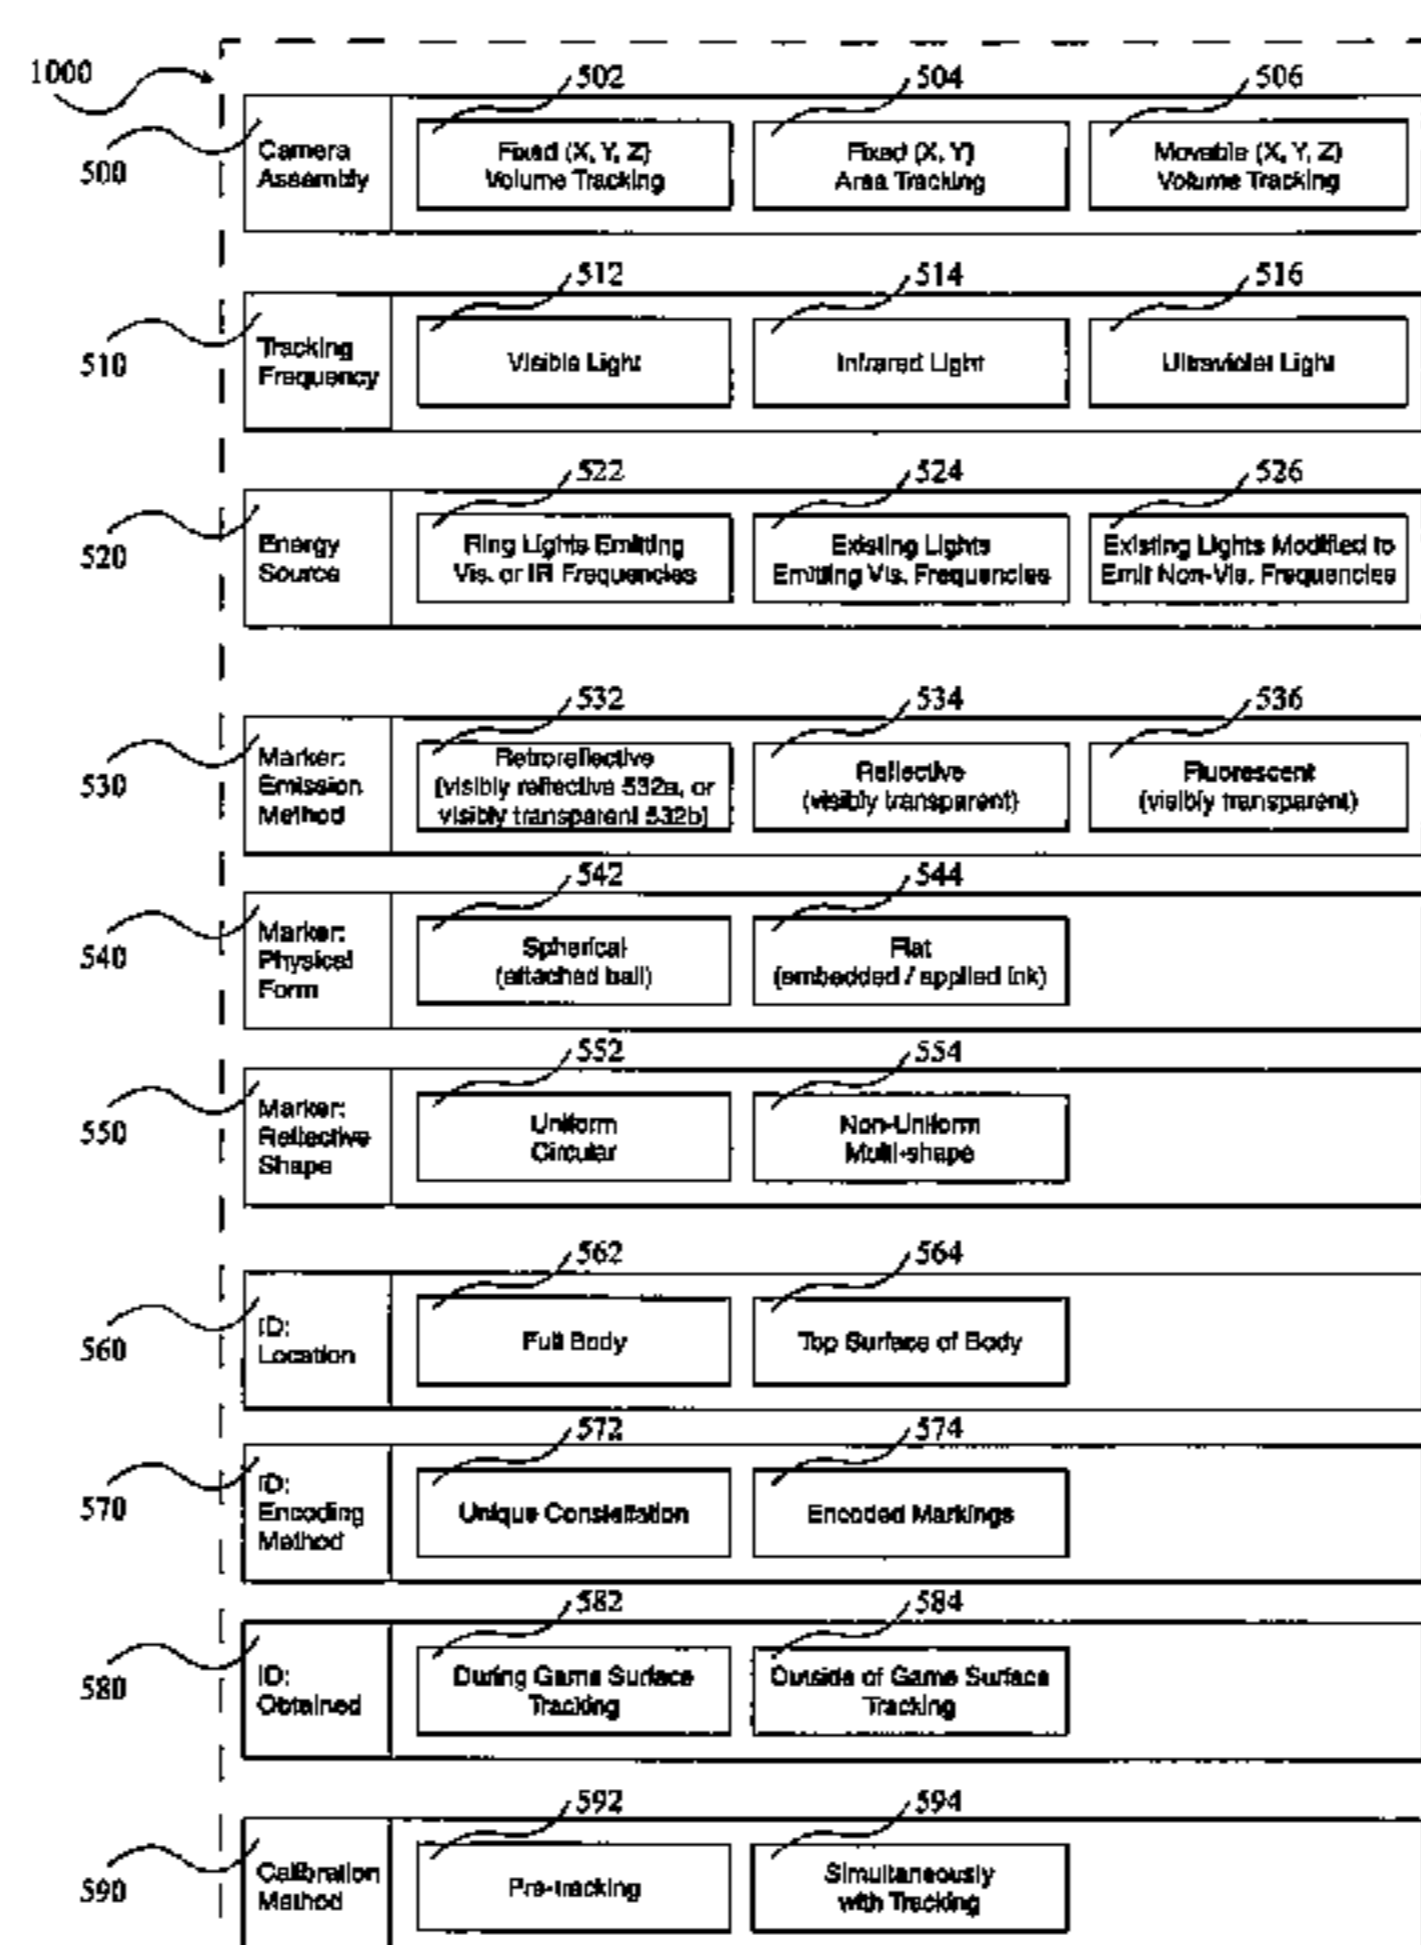 1000
502
504
506
500
Camera
Assembly
Fixed (X, Y, Z)
Volume Tracking
Fixed (X, Y)
Area Tracking
Movable (X, Y, Z)
Volume Tracking
512
514
516
510
Tracking
Frequency
Visible Light
Infrared Light
Ultraviolet Light
522
524
526
520
Energy
Source
Ring Lights Emitting
Vis. or IR Frequencies
Existing Lights
Emitting Vis. Frequencies
Existing Lights Modified to
Emit Non-Vis. Frequencies
532
534
536
530
Marker:
Emission
Method
Retroreflective
(visibly reflective 532a, or
visibly transparent 532b)
Reflective
(visibly transparent)
Fluorescent
(visibly transparent)
542
544
540
Marker:
Physical
Form
Spherical
(attached ball)
Flat
(embedded / applied ink)
552
554
550
Marker:
Reflective
Shape
Uniform
Circular
Non-Uniform
Multi-shape
562
564
560
ID:
Location
Full Body
Top Surface of Body
572
574
570
ID:
Encoding
Method
Unique Constellation
Encoded Markings
582
584
580
ID:
Obtained
During Game Surface
Tracking
Outside of Game Surface
Tracking
592
594
590
Calibration
Method
Pre-tracking
Simultaneously
with Tracking